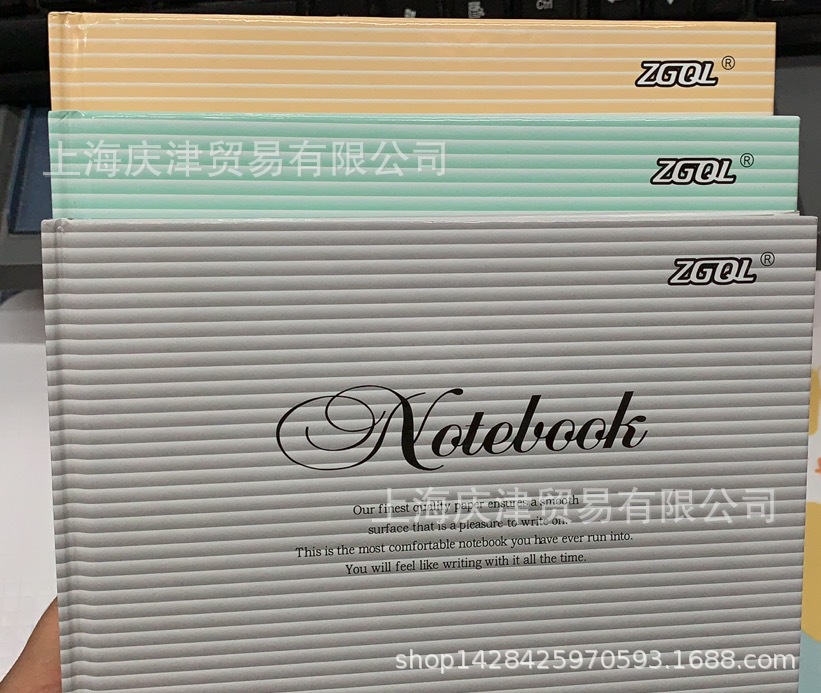 ZGQL®
上海庆津贸易有限公司
ZGQL®
ZGQL®
Notebook
上海庆津贸易有限公司
Our finest quality paper ensures a smooth
surface that is a pleasure to write on.
This is the most comfortable notebook you have ever run into.
You will feel like writing with it all the time.
shop1428425970593.1688.com